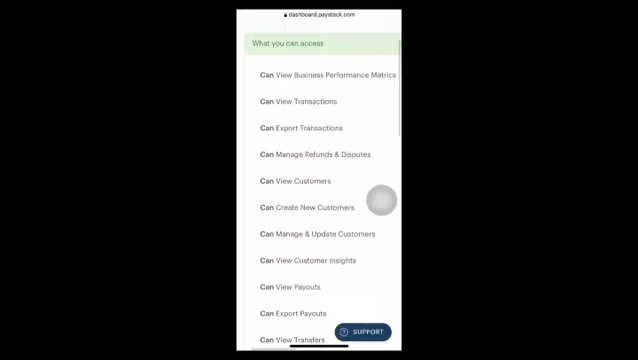 dashboard.paystack.com
What you can access
Can View Business Performance Metrics
Can View Transactions
Can Export Transactions
Can Manage Refunds & Disputes
Can View Customers
Can Create New Customers
Can Manage & Update Customers
Can View Customer Insights
Can View Payouts
Can Export Payouts
? SUPPORT
Can View Transfers